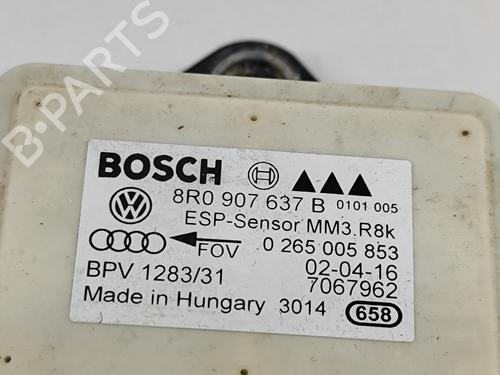 BOSCH
8R0 907 637 B 0101 005
ESP-Sensor MM3.R8k
FOV 0 265 005 853
BPV 1283/31 02-04-16
7067962
Made in Hungary 3014 658
B-PARTS